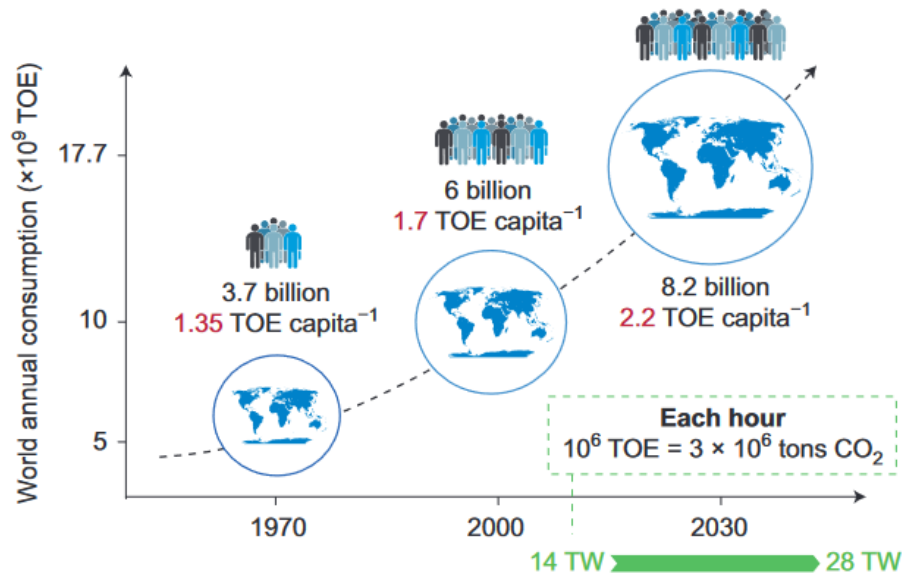 World annual consumption (×10⁹ TOE)
17.7
10
5
3.7 billion
1.35 TOE capita⁻¹
6 billion
1.7 TOE capita⁻¹
8.2 billion
2.2 TOE capita⁻¹
Each hour
10⁶ TOE = 3 × 10⁶ tons CO₂
1970
2000
2030
14 TW
28 TW